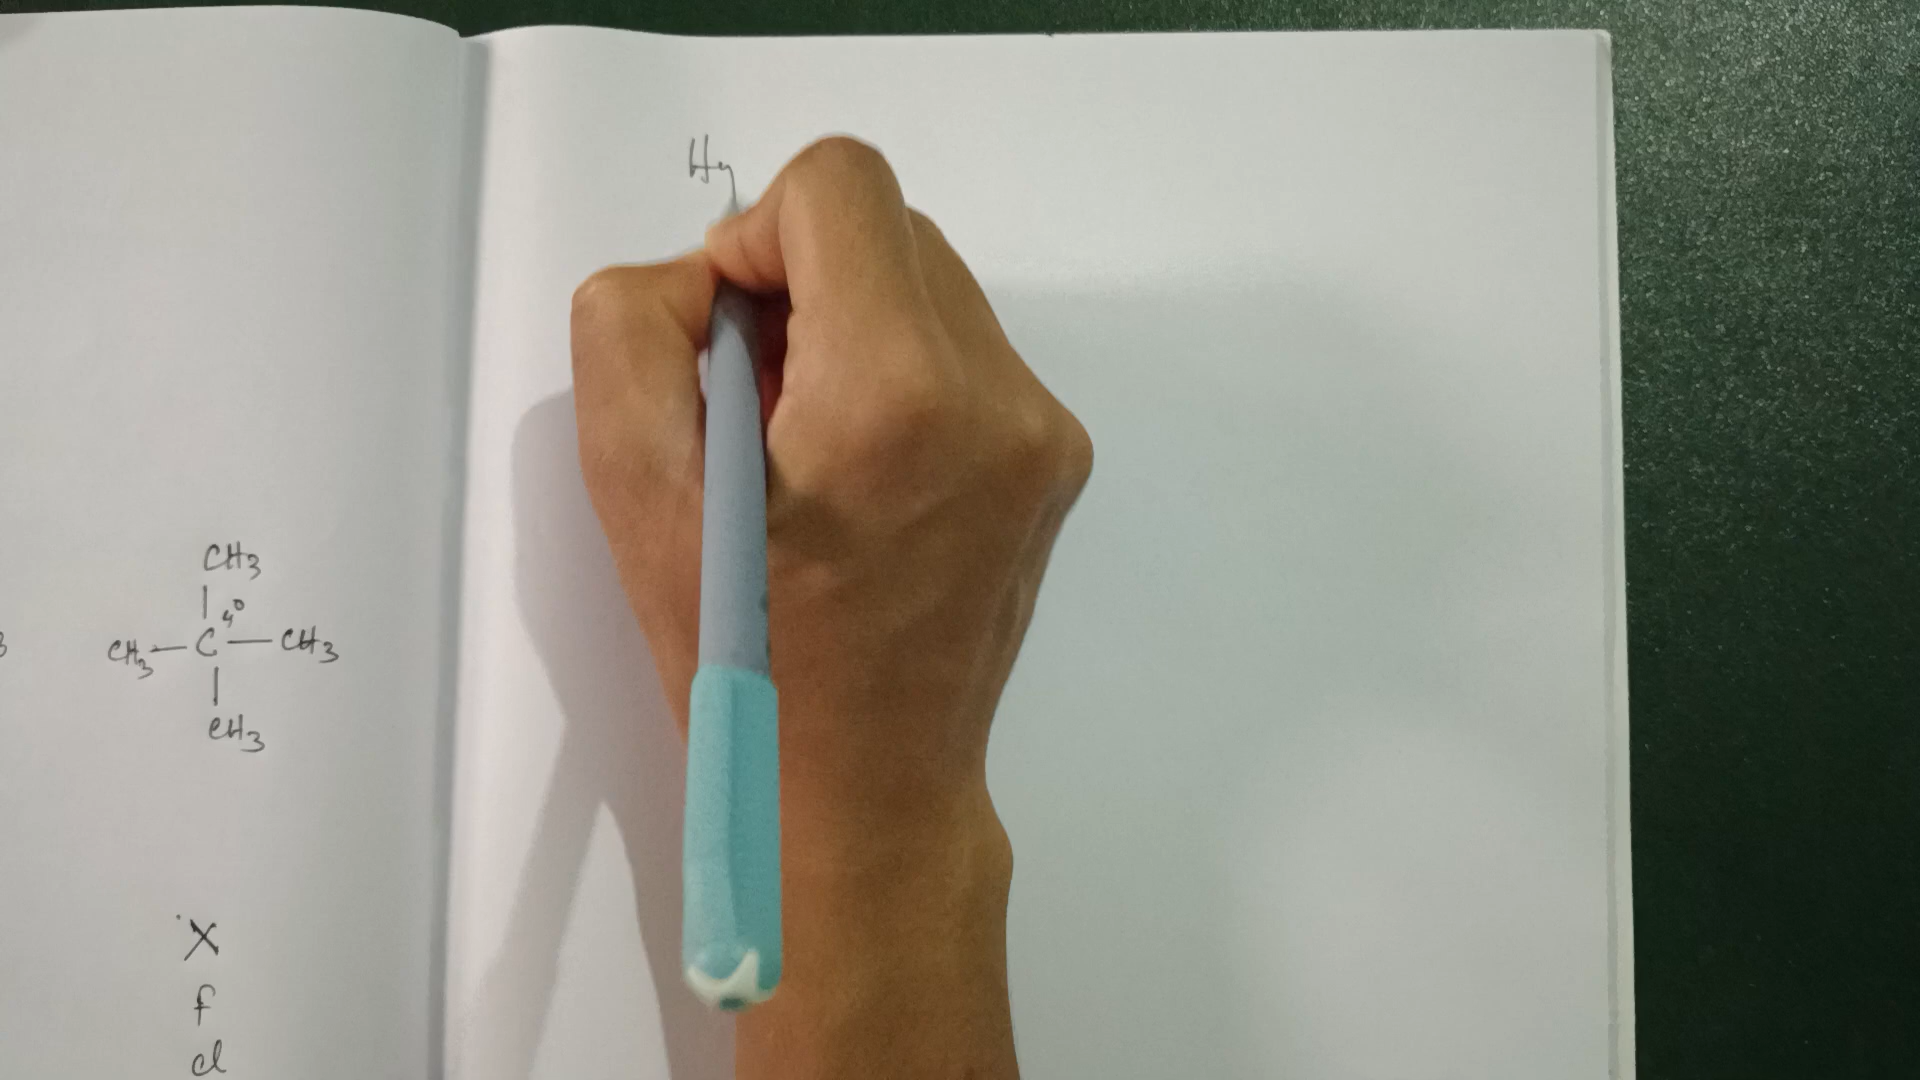 CH3
| 4°
CH3 — C — CH3
|
CH3
X
f
cl
Hy